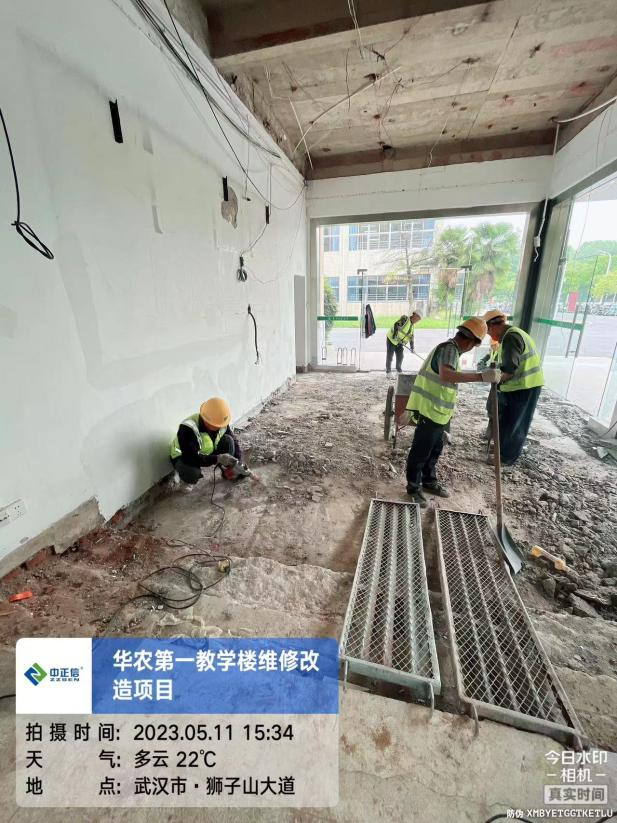 中正信
ZZSEN
华农第一教学楼维修改
造项目
拍摄时间: 2023.05.11 15:34
天气: 多云 22℃
地点: 武汉市·狮子山大道
今日水印
相机
真实时间
防伪 XMBYETGGTKETLU